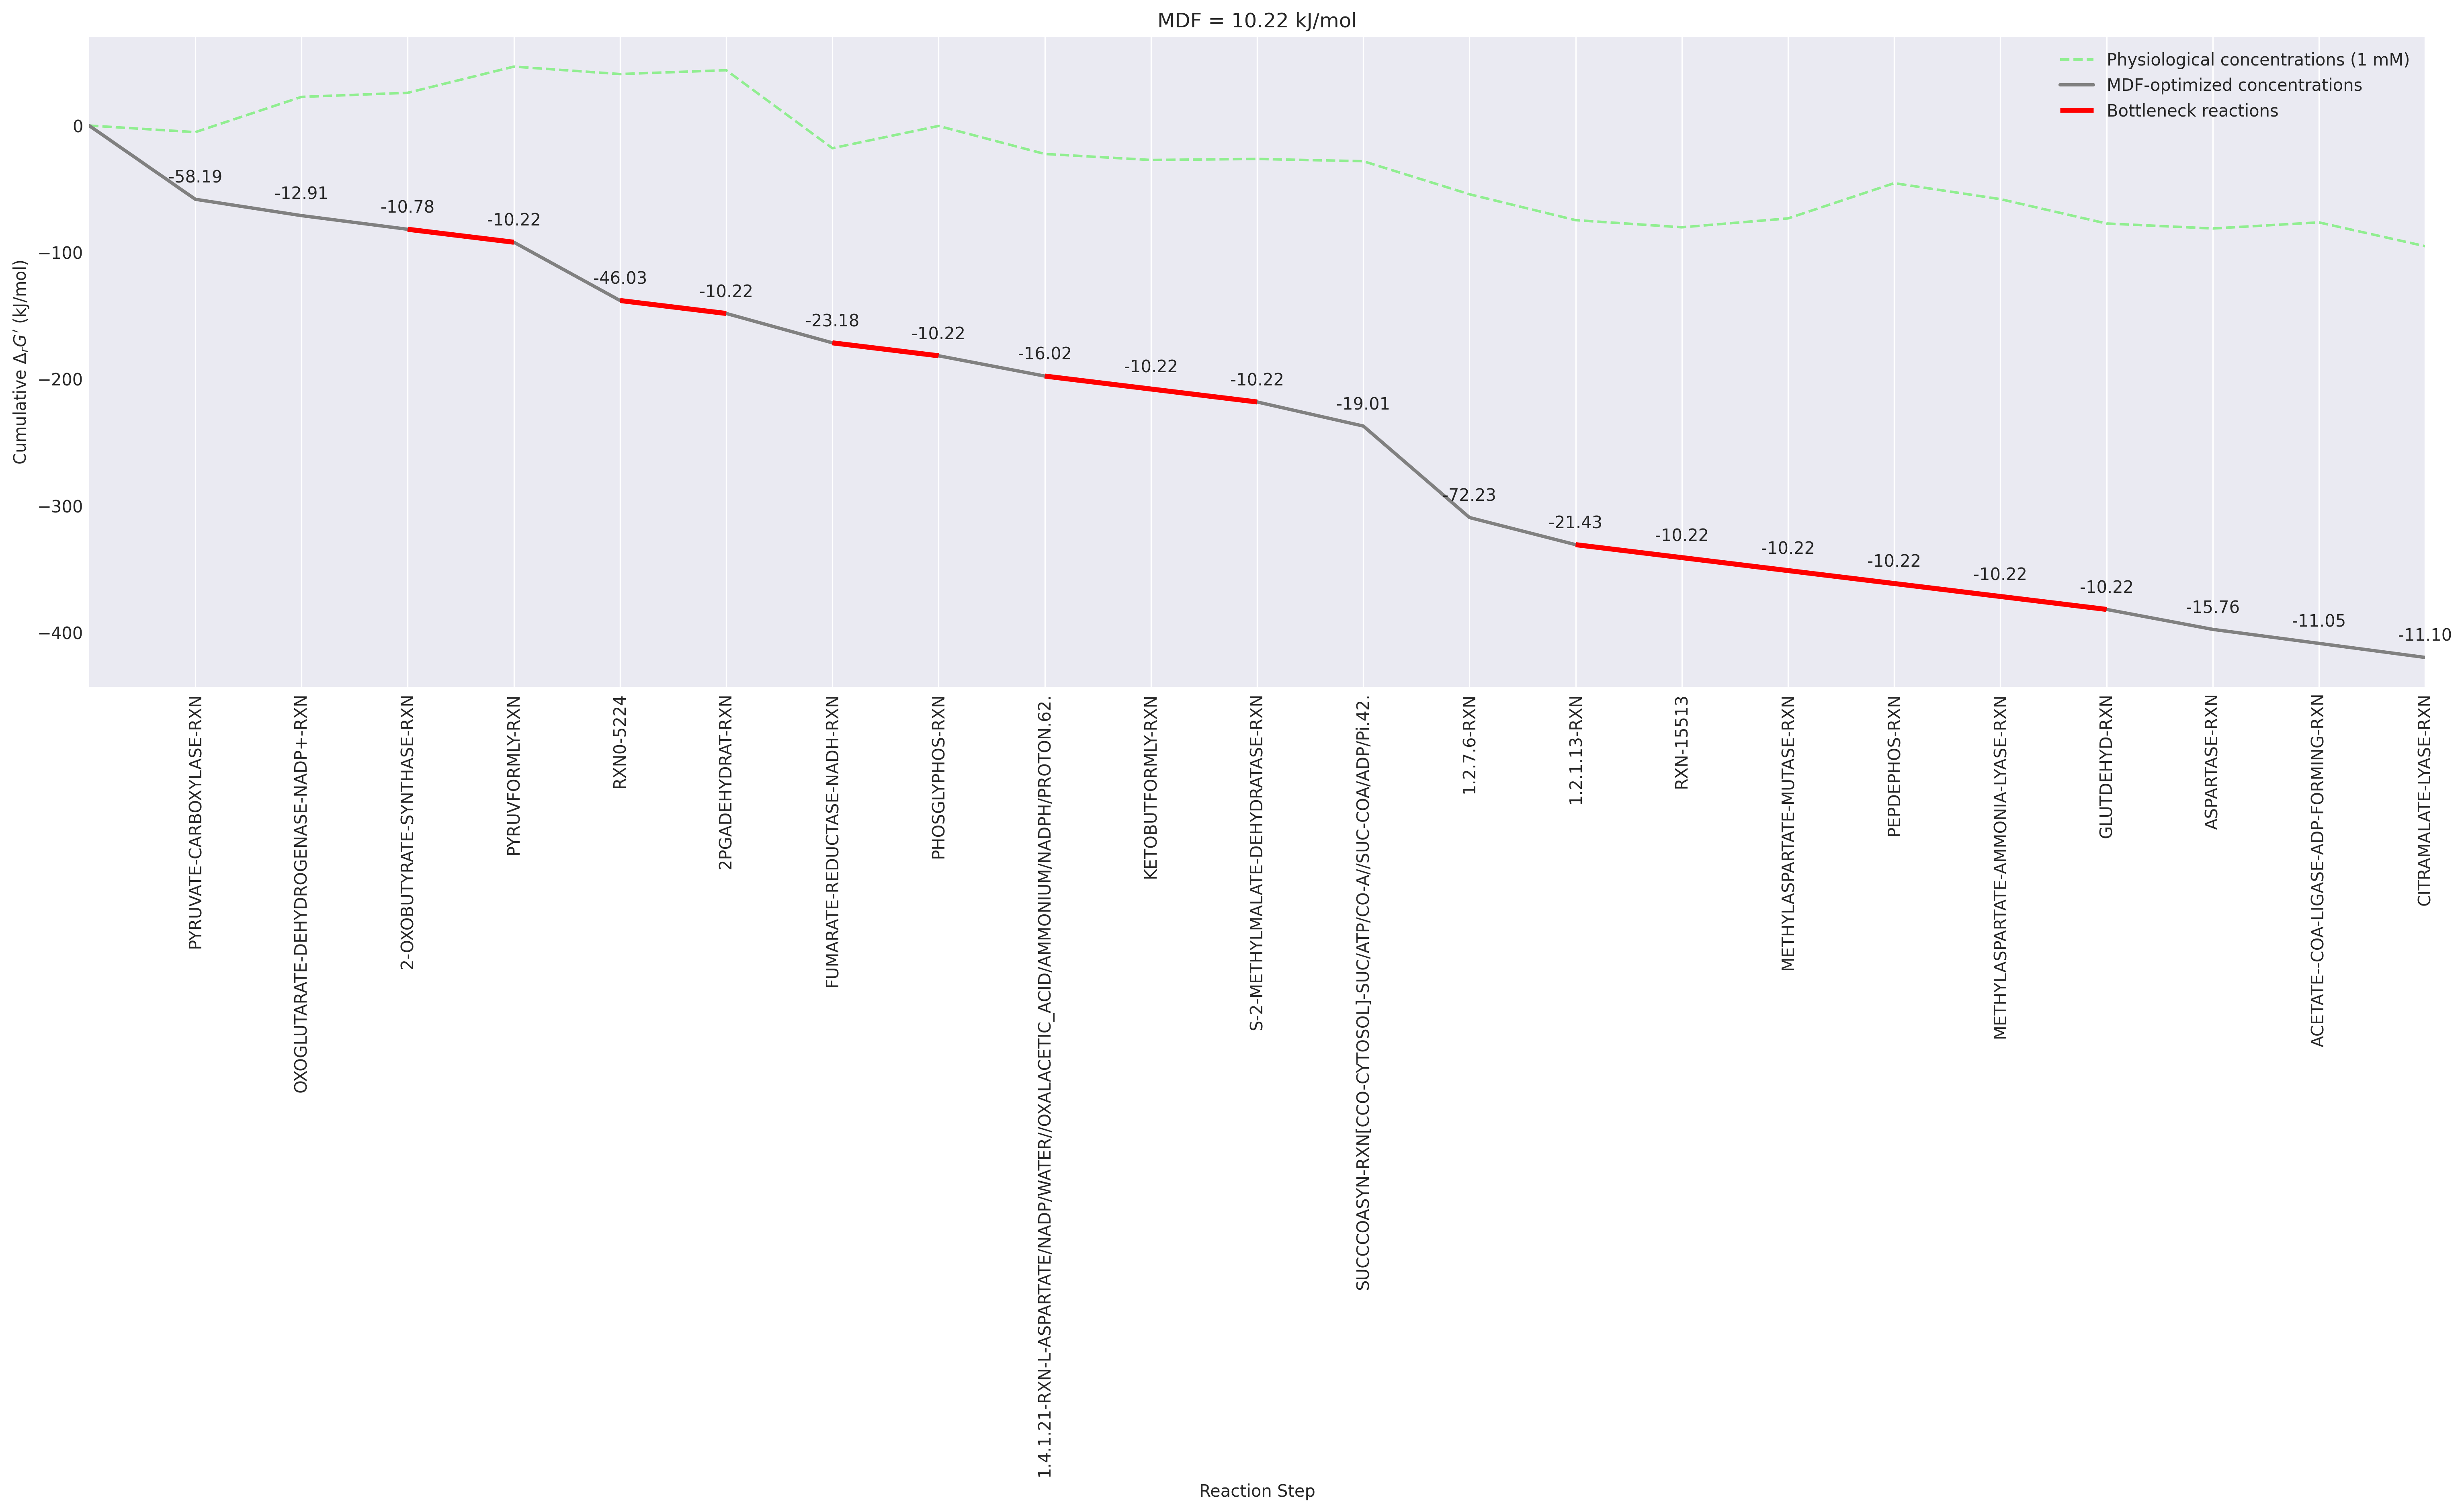 MDF = 10.22 kJ/mol
Physiological concentrations (1 mM)
MDF-optimized concentrations
Bottleneck reactions
Cumulative ΔrG′ (kJ/mol)
0
−100
−200
−300
−400
-58.19
-12.91
-10.78
-10.22
-46.03
-10.22
-23.18
-10.22
-16.02
-10.22
-10.22
-19.01
-72.23
-21.43
-10.22
-10.22
-10.22
-10.22
-10.22
-15.76
-11.05
-11.10
PYRUVATE-CARBOXYLASE-RXN
OXOGLUTARATE-DEHYDROGENASE-NADP+-RXN
2-OXOBUTYRATE-SYNTHASE-RXN
PYRUVFORMLY-RXN
RXN0-5224
2PGADEHYDRAT-RXN
FUMARATE-REDUCTASE-NADH-RXN
PHOSGLYPHOS-RXN
1.4.1.21-RXN-L-ASPARTATE/NADP/WATER//OXALACETIC_ACID/AMMONIUM/NADPH/PROTON.62.
KETOBUTFORMLY-RXN
S-2-METHYLMALATE-DEHYDRATASE-RXN
SUCCCOASYN-RXN[CCO-CYTOSOL]-SUC/ATP/CO-A//SUC-COA/ADP/Pi.42.
1.2.7.6-RXN
1.2.1.13-RXN
RXN-15513
METHYLASPARTATE-MUTASE-RXN
PEPDEPHOS-RXN
METHYLASPARTATE-AMMONIA-LYASE-RXN
GLUTDEHYD-RXN
ASPARTASE-RXN
ACETATE--COA-LIGASE-ADP-FORMING-RXN
CITRAMALATE-LYASE-RXN
Reaction Step